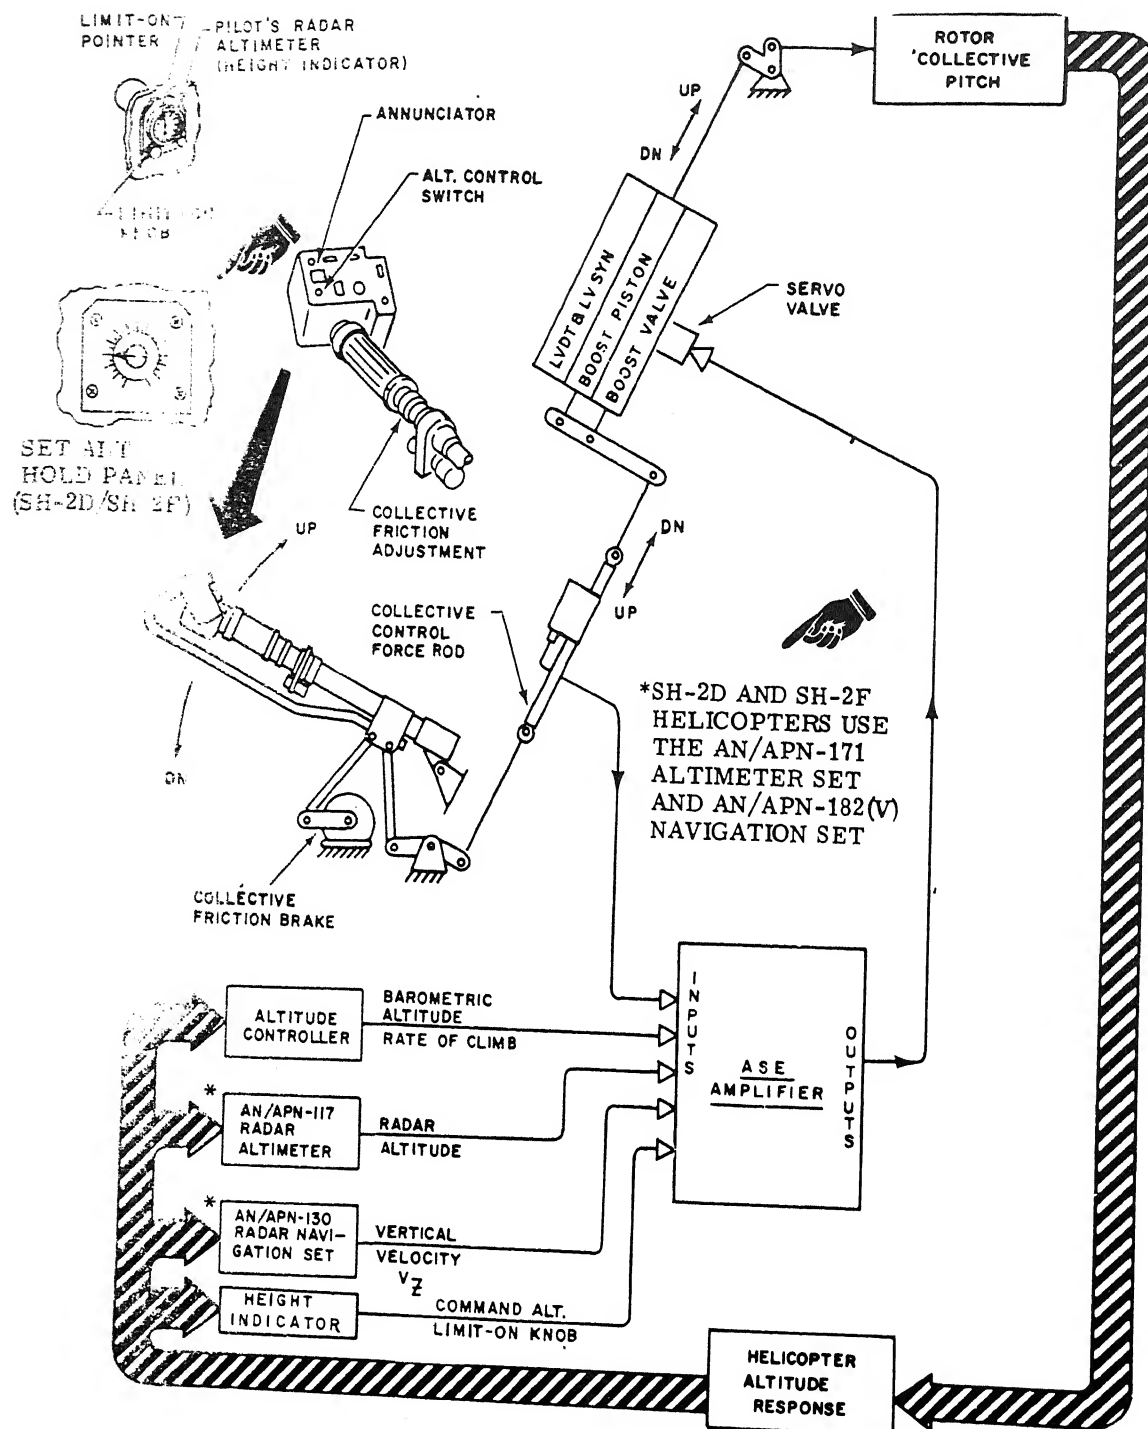 LIMIT-ON
POINTER
PILOT'S RADAR
ALTIMETER
(HEIGHT INDICATOR)
ANNUNCIATOR
ALT. CONTROL
SWITCH
LIMIT-ON
KNOB
SET ALT
HOLD PANEL
(SH-2D/SH-2F)
COLLECTIVE
FRICTION
ADJUSTMENT
UP
DN
COLLECTIVE
CONTROL
FORCE ROD
COLLECTIVE
FRICTION BRAKE
ROTOR
COLLECTIVE
PITCH
UP
DN
LVDT & LV SYN
BOOST PISTON
BOOST VALVE
SERVO
VALVE
DN
UP
*SH-2D AND SH-2F
HELICOPTERS USE
THE AN/APN-171
ALTIMETER SET
AND AN/APN-182(V)
NAVIGATION SET
INPUTS
ASE
AMPLIFIER
OUTPUTS
ALTITUDE
CONTROLLER
BAROMETRIC
ALTITUDE
RATE OF CLIMB
*
AN/APN-117
RADAR
ALTIMETER
RADAR
ALTITUDE
*
AN/APN-130
RADAR NAVI-
GATION SET
VERTICAL
VELOCITY
VZ
HEIGHT
INDICATOR
COMMAND ALT.
LIMIT-ON KNOB
HELICOPTER
ALTITUDE
RESPONSE